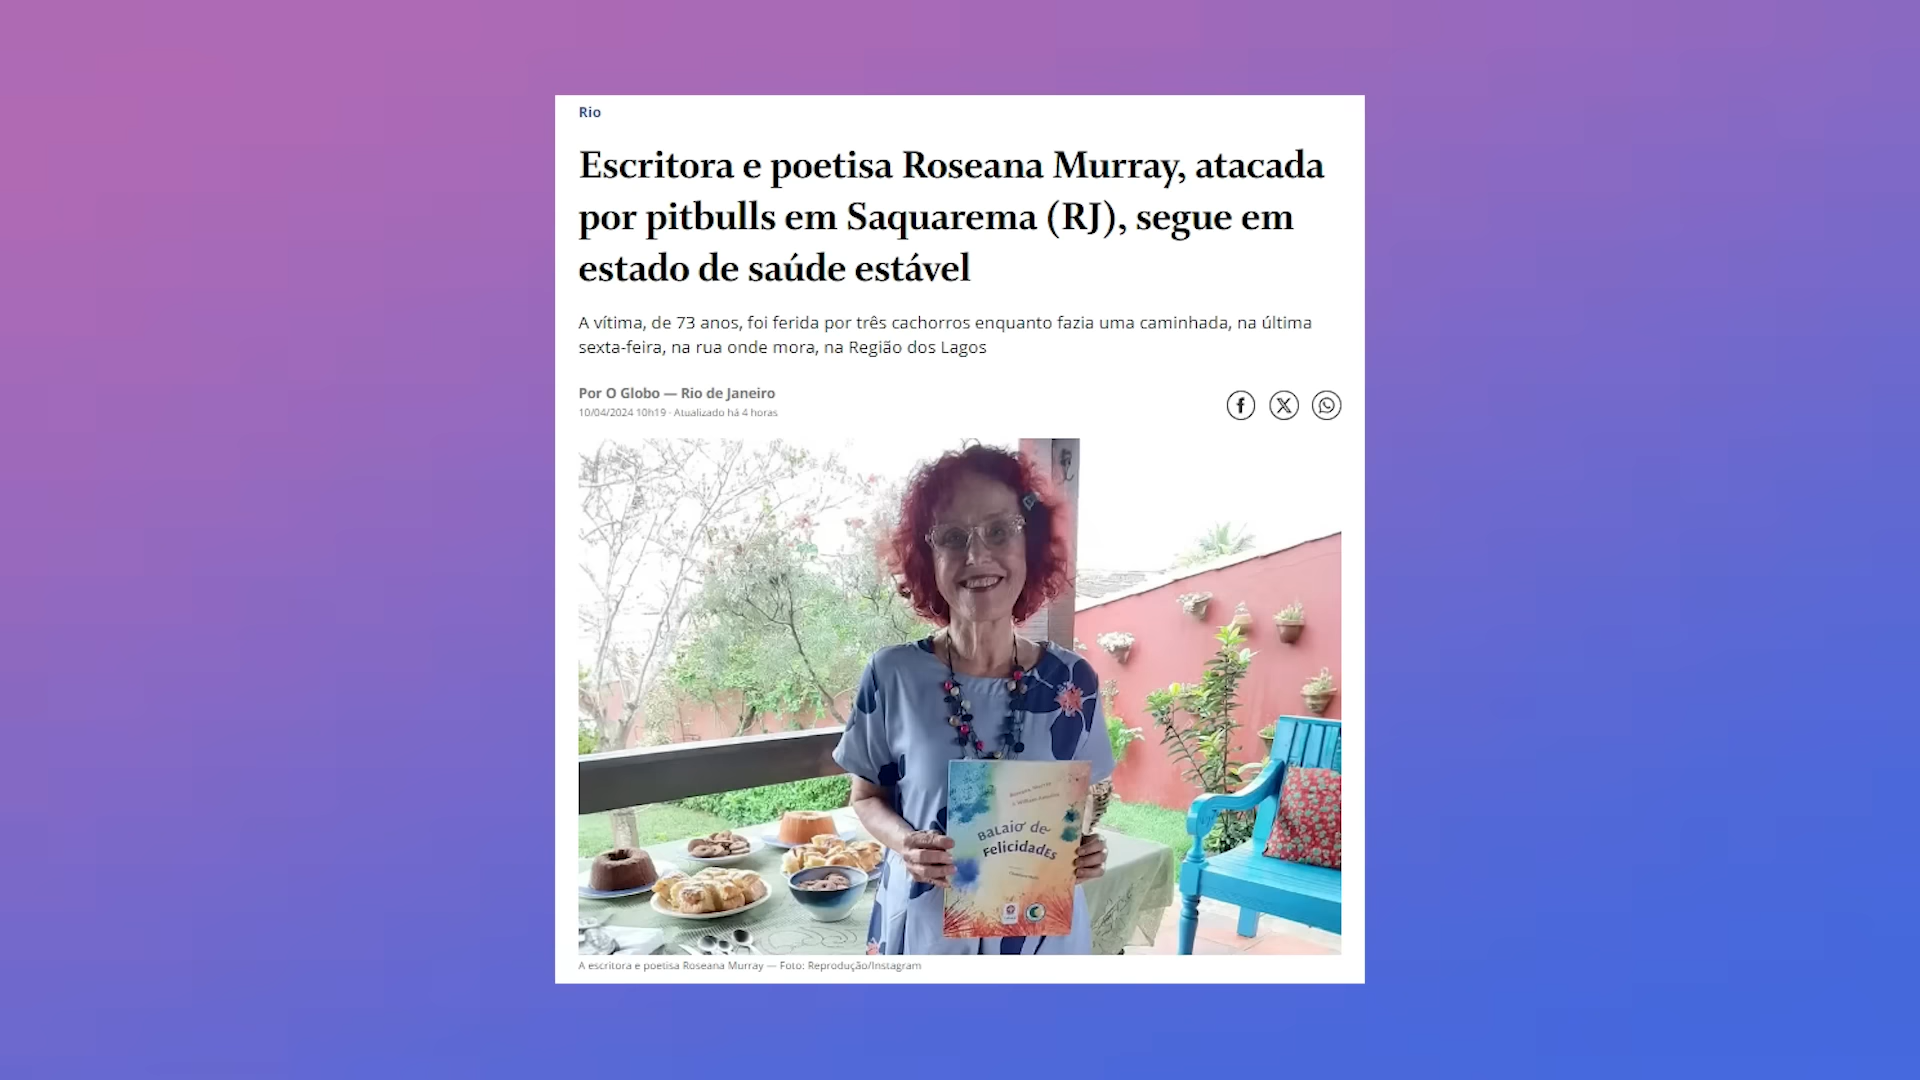 Rio
Escritora e poetisa Roseana Murray, atacada
por pitbulls em Saquarema (RJ), segue em
estado de saúde estável
A vítima, de 73 anos, foi ferida por três cachorros enquanto fazia uma caminhada, na última
sexta-feira, na rua onde mora, na Região dos Lagos
Por O Globo — Rio de Janeiro
10/04/2024 10h19 · Atualizado há 4 horas
BaLaio de
FelicidadEs
A escritora e poetisa Roseana Murray — Foto: Reprodução/Instagram